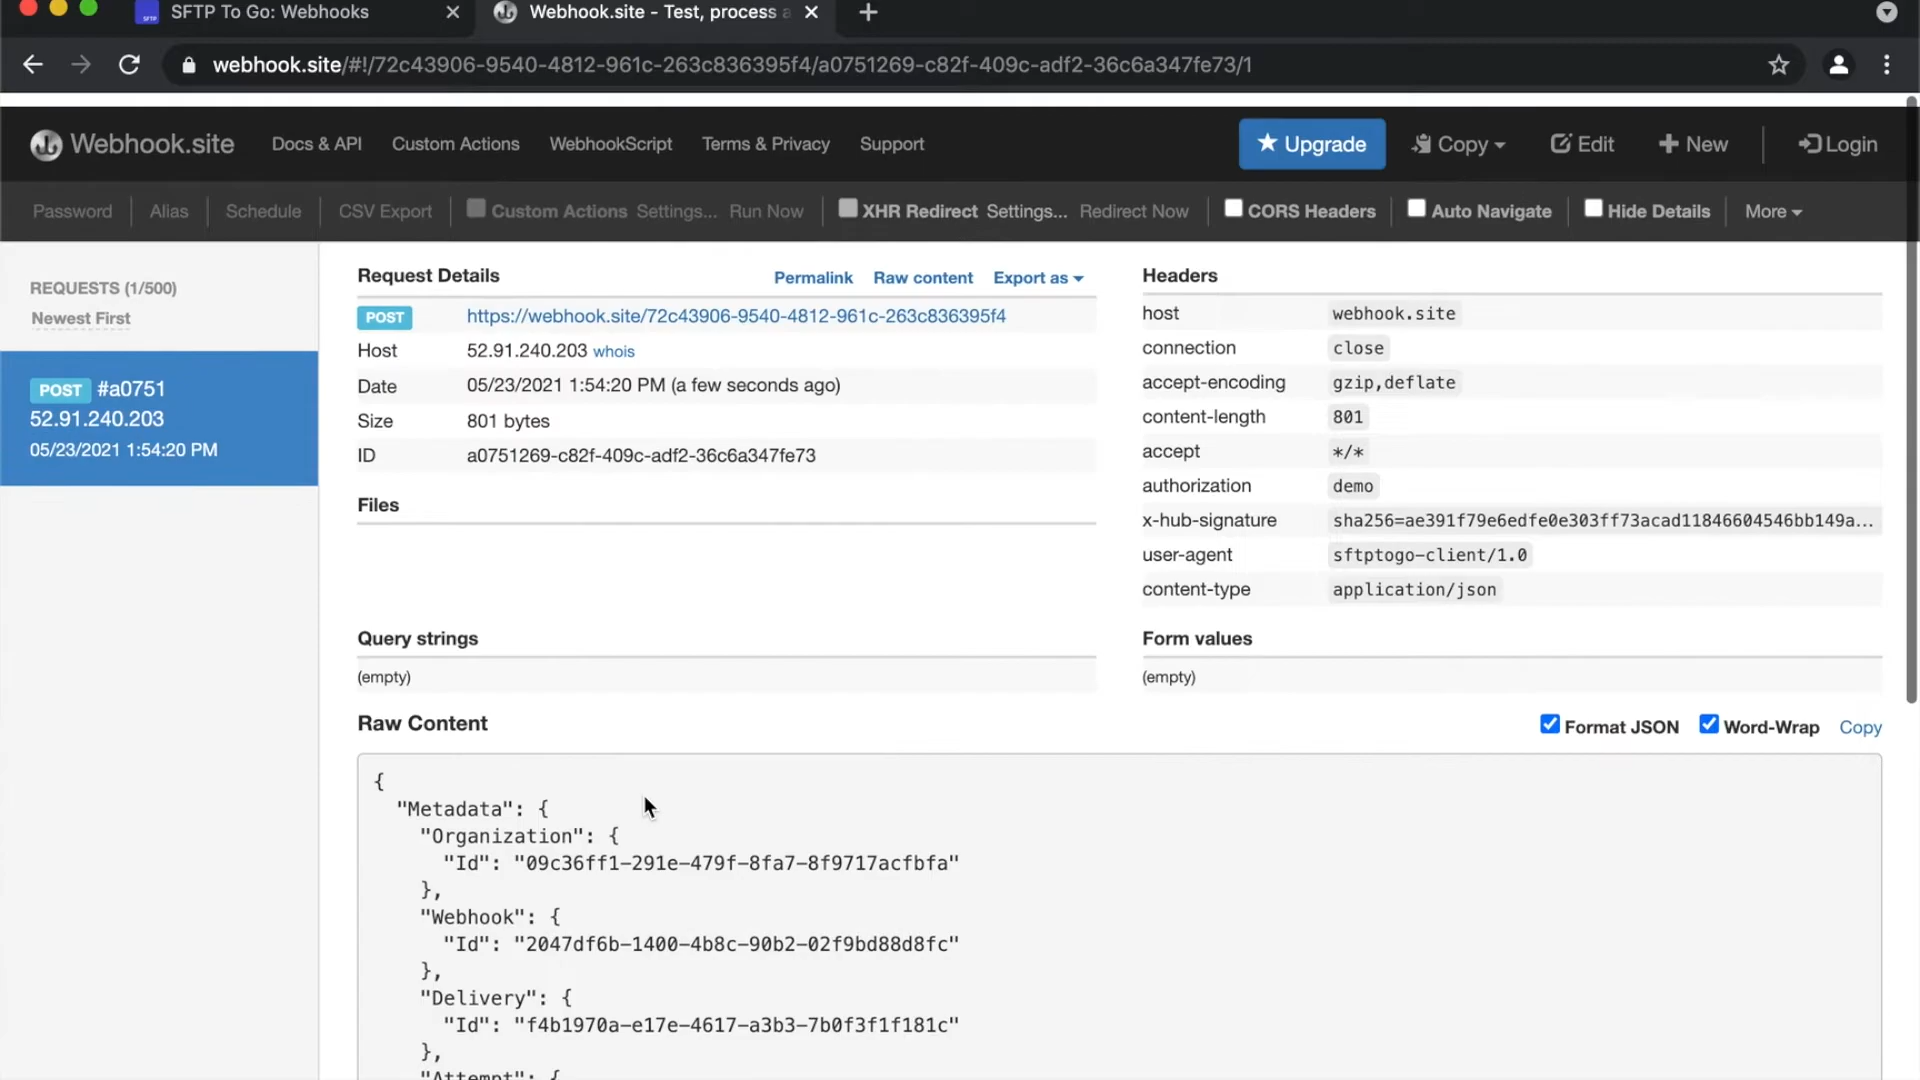 SFTP To Go: Webhooks
Webhook.site - Test, process a
webhook.site/#!/72c43906-9540-4812-961c-263c836395f4/a0751269-c82f-409c-adf2-36c6a347fe73/1
Webhook.site Docs & API Custom Actions WebhookScript Terms & Privacy Support Upgrade Copy Edit New Login
Password Alias Schedule CSV Export Custom Actions Settings... Run Now XHR Redirect Settings... Redirect Now CORS Headers Auto Navigate Hide Details More
REQUESTS (1/500)
Newest First
POST #a0751
52.91.240.203
05/23/2021 1:54:20 PM
Request Details Permalink Raw content Export as
POST https://webhook.site/72c43906-9540-4812-961c-263c836395f4
Host 52.91.240.203 whois
Date 05/23/2021 1:54:20 PM (a few seconds ago)
Size 801 bytes
ID a0751269-c82f-409c-adf2-36c6a347fe73
Files
Headers
host webhook.site
connection close
accept-encoding gzip,deflate
content-length 801
accept */*
authorization demo
x-hub-signature sha256=ae391f79e6edfe0e303ff73acad11846604546bb149a...
user-agent sftptogo-client/1.0
content-type application/json
Query strings
(empty)
Form values
(empty)
Raw Content Format JSON Word-Wrap Copy
{
"Metadata": {
"Organization": {
"Id": "09c36ff1-291e-479f-8fa7-8f9717acfbfa"
},
"Webhook": {
"Id": "2047df6b-1400-4b8c-90b2-02f9bd88d8fc"
},
"Delivery": {
"Id": "f4b1970a-e17e-4617-a3b3-7b0f3f1f181c"
},
"Attempt": {